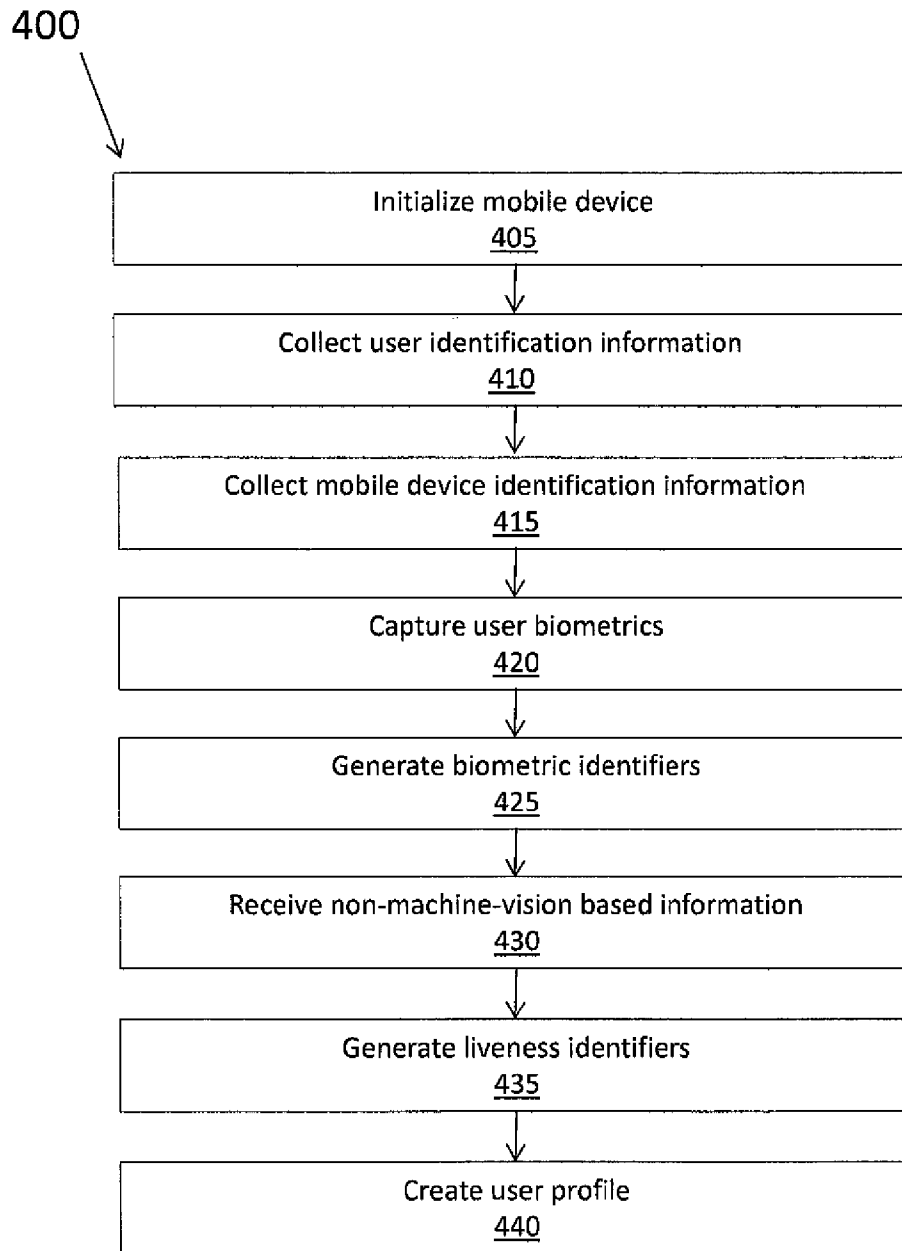 400
Initialize mobile device
405
Collect user identification information
410
Collect mobile device identification information
415
Capture user biometrics
420
Generate biometric identifiers
425
Receive non-machine-vision based information
430
Generate liveness identifiers
435
Create user profile
440